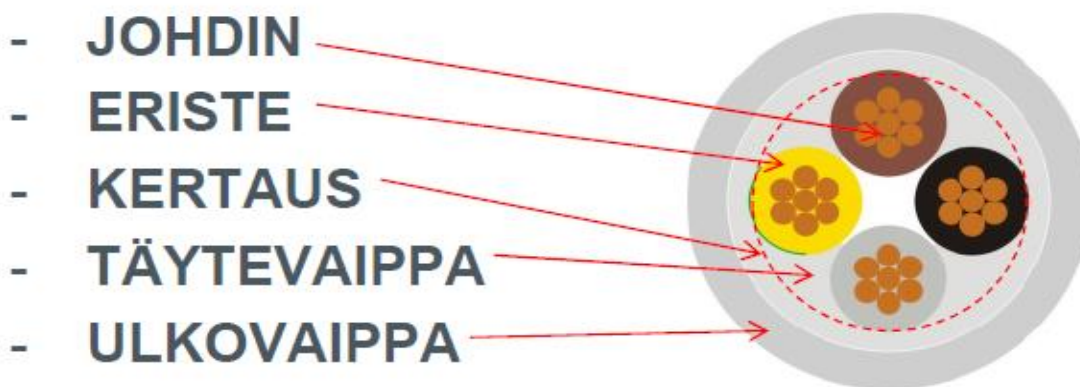 - JOHDIN
- ERISTE
- KERTAUS
- TÄYTEVAIPPA
- ULKOVAIPPA